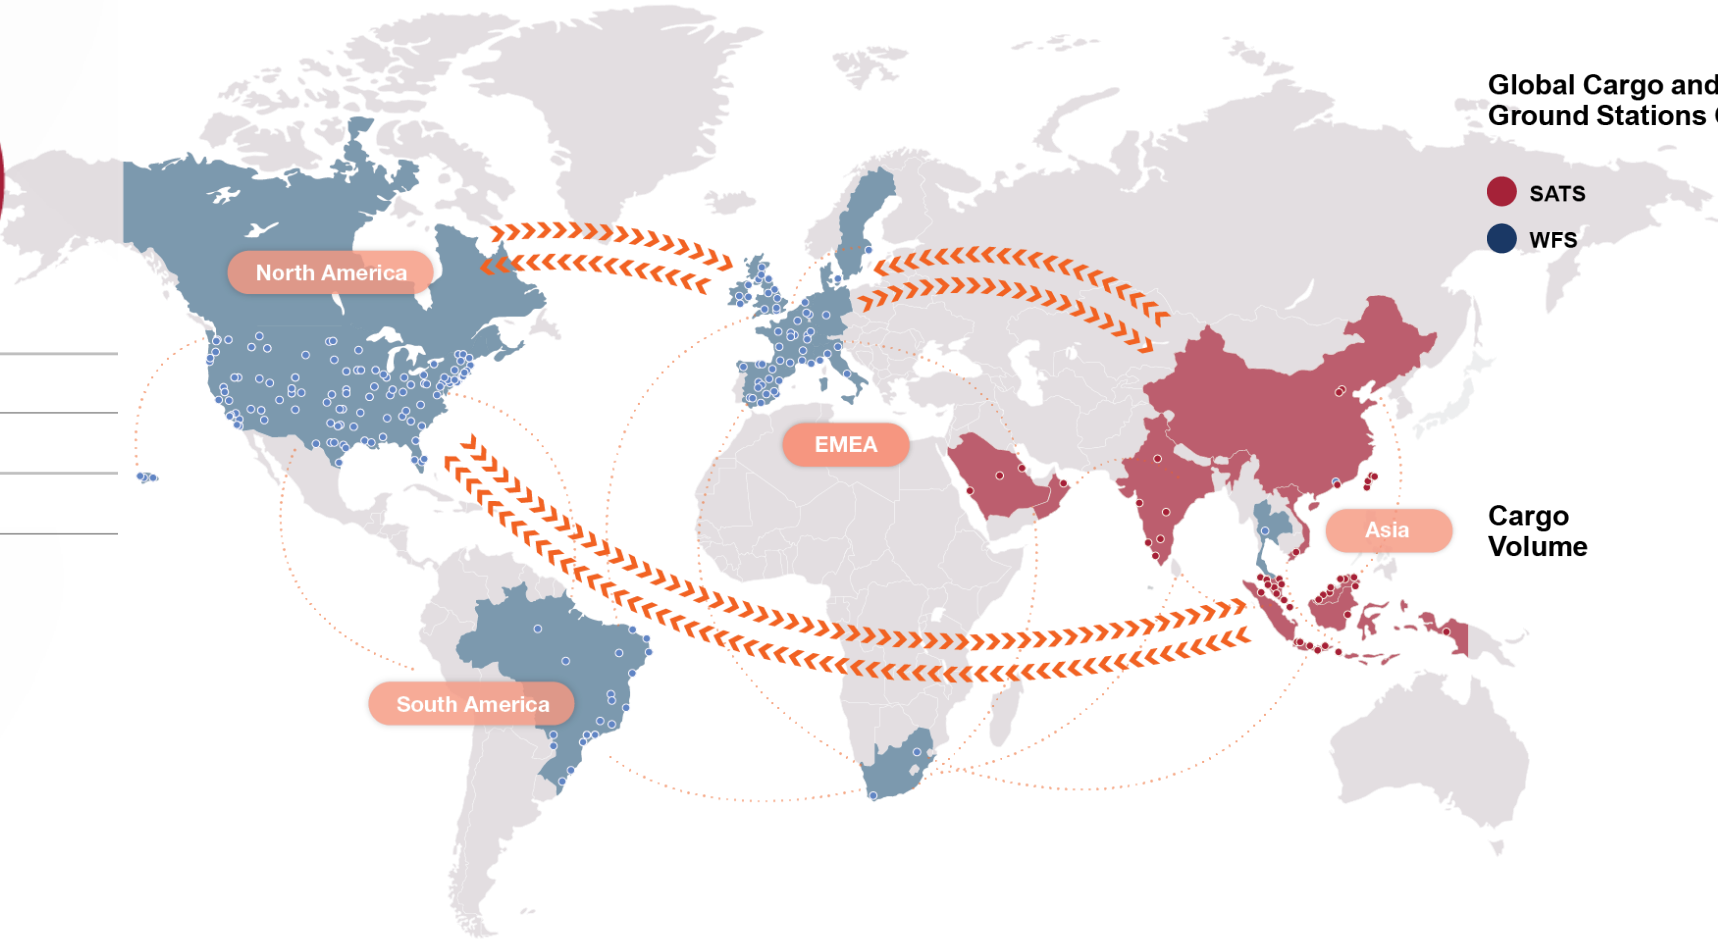 Global Cargo and
Ground Stations
SATS
WFS
North America
EMEA
Asia
Cargo
Volume
South America